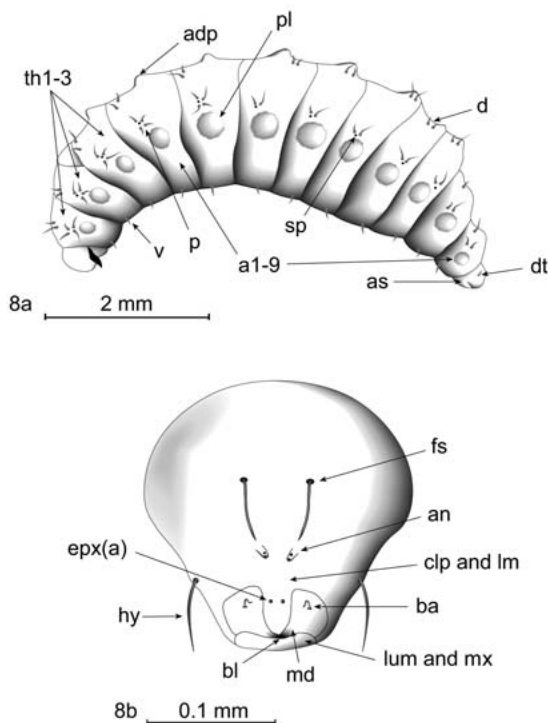 adp
pl
th1-3
d
v
p
sp
a1-9
as
dt
8a
2 mm
fs
an
epx(a)
clp and lm
hy
ba
bl
md
lum and mx
8b
0.1 mm